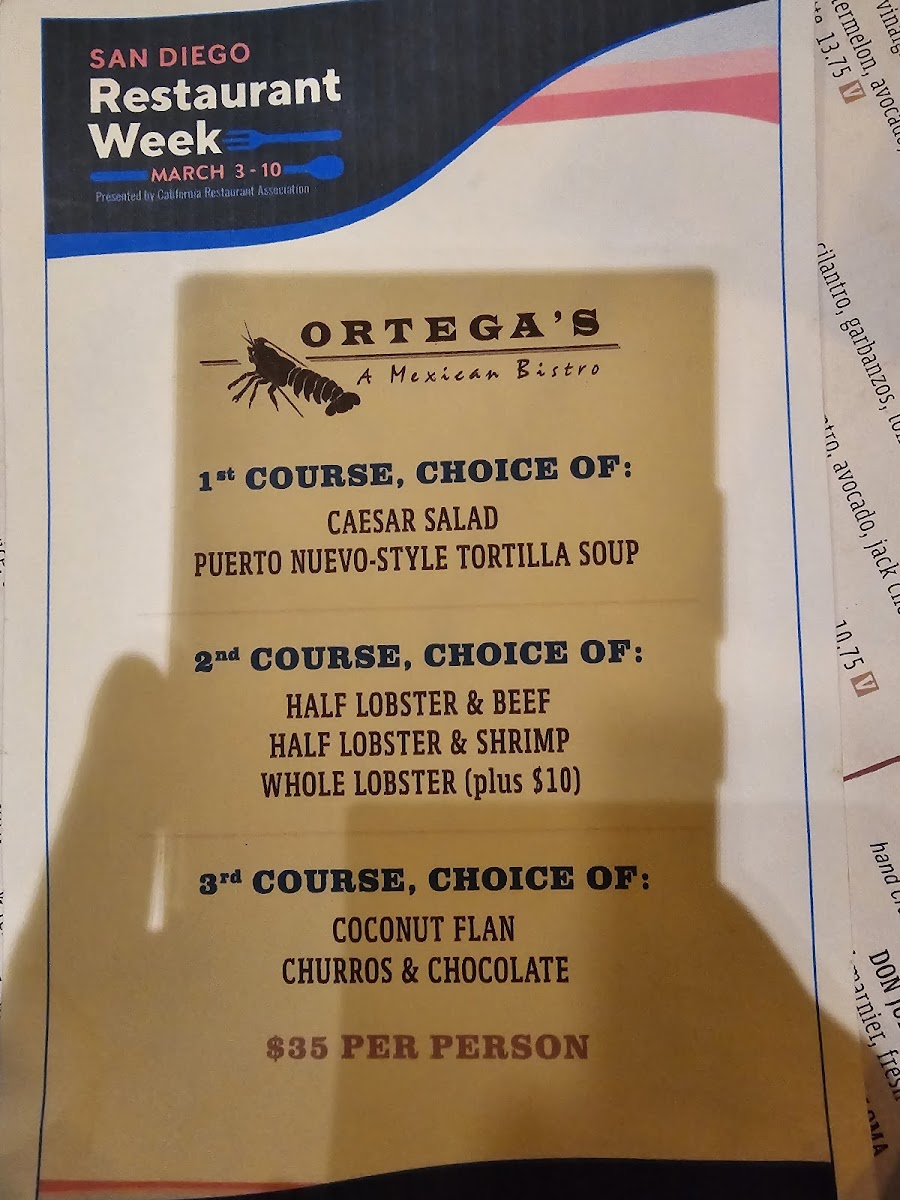 SAN DIEGO
Restaurant
Week
MARCH 3 - 10
Presented by California Restaurant Association
ORTEGA'S
A Mexican Bistro
1st COURSE, CHOICE OF:
CAESAR SALAD
PUERTO NUEVO-STYLE TORTILLA SOUP
2nd COURSE, CHOICE OF:
HALF LOBSTER & BEEF
HALF LOBSTER & SHRIMP
WHOLE LOBSTER (plus $10)
3rd COURSE, CHOICE OF:
COCONUT FLAN
CHURROS & CHOCOLATE
$35 PER PERSON
13.75 V
cilantro, garbanzos,
avocado, jack
10.75 V
hand
DON
fresh